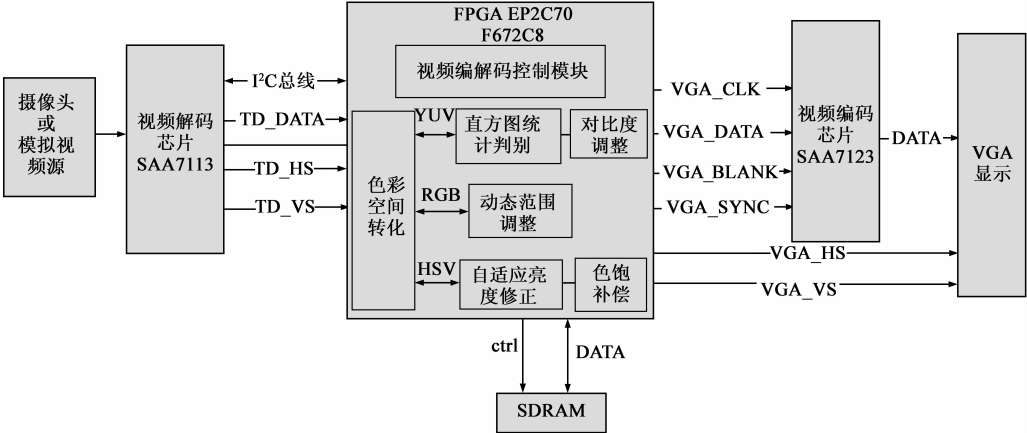 摄像头
或
模拟视
频源
视频解码
芯片
SAA7113
I²C总线
TD_DATA
TD_HS
TD_VS
FPGA EP2C70
F672C8
视频编解码控制模块
色彩
空间
转化
YUV
直方图统
计判别
对比度
调整
RGB
动态范围
调整
HSV
自适应亮
度修正
色饱
补偿
VGA_CLK
VGA_DATA
VGA_BLANK
VGA_SYNC
VGA_HS
VGA_VS
视频编码
芯片
SAA7123
DATA
VGA
显示
ctrl
DATA
SDRAM